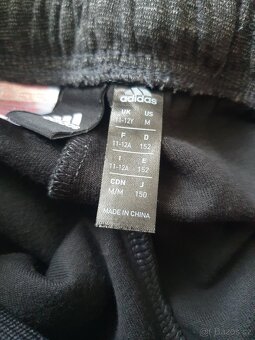 adidas
UK US
11-12Y M
F D
11-12A 152
I E
11-12A 152
CDN J
M/M 150
MADE IN CHINA